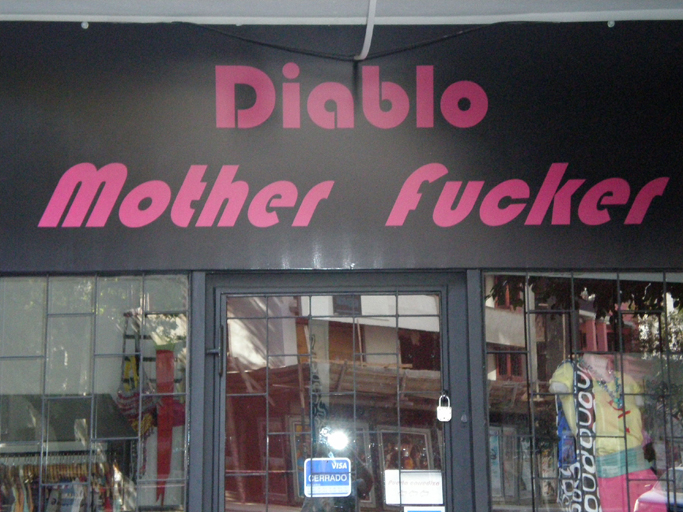 Diablo
Mother Fucker
VISA
CERRADO